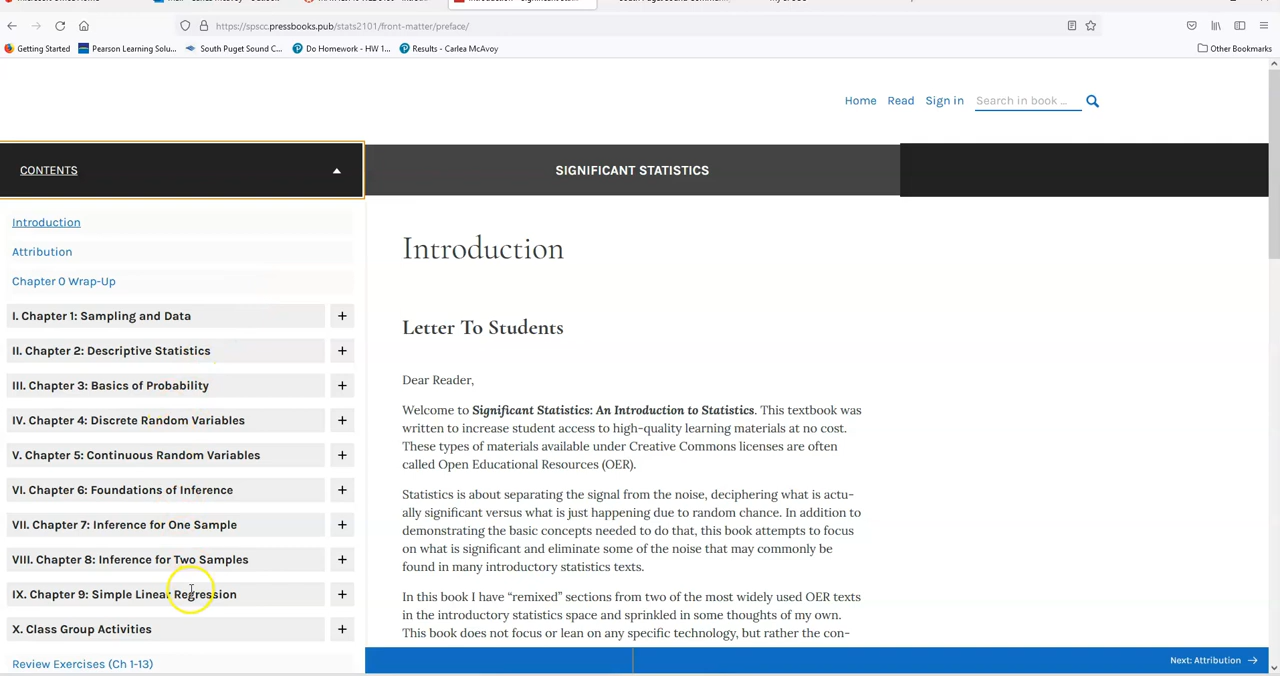 https://spscc.pressbooks.pub/stats2101/front-matter/preface/
Getting Started
Pearson Learning Solu...
South Puget Sound C...
Do Homework - HW 1...
Results - Carlea McAvoy
Other Bookmarks
Home
Read
Sign in
Search in book ...
CONTENTS
SIGNIFICANT STATISTICS
Introduction
Attribution
Chapter 0 Wrap-Up
I. Chapter 1: Sampling and Data +
II. Chapter 2: Descriptive Statistics +
III. Chapter 3: Basics of Probability +
IV. Chapter 4: Discrete Random Variables +
V. Chapter 5: Continuous Random Variables +
VI. Chapter 6: Foundations of Inference +
VII. Chapter 7: Inference for One Sample +
VIII. Chapter 8: Inference for Two Samples +
IX. Chapter 9: Simple Linear Regression +
X. Class Group Activities +
Review Exercises (Ch 1-13)
Introduction
Letter To Students
Dear Reader,
Welcome to Significant Statistics: An Introduction to Statistics. This textbook was
written to increase student access to high-quality learning materials at no cost.
These types of materials available under Creative Commons licenses are often
called Open Educational Resources (OER).
Statistics is about separating the signal from the noise, deciphering what is actu-
ally significant versus what is just happening due to random chance. In addition to
demonstrating the basic concepts needed to do that, this book attempts to focus
on what is significant and eliminate some of the noise that may commonly be
found in many introductory statistics texts.
In this book I have “remixed” sections from two of the most widely used OER texts
in the introductory statistics space and sprinkled in some thoughts of my own.
This book does not focus or lean on any specific technology, but rather the con-
Next: Attribution →